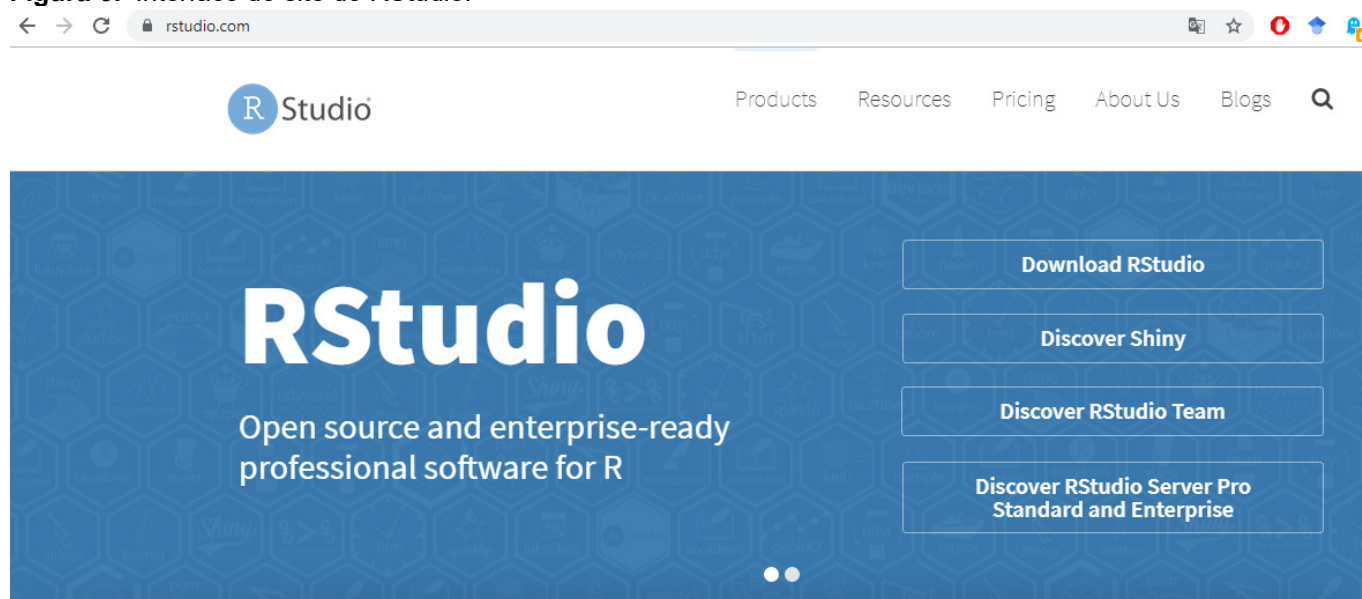 rstudio.com
R Studio
Products Resources Pricing About Us Blogs
RStudio
Open source and enterprise-ready
professional software for R
Download RStudio
Discover Shiny
Discover RStudio Team
Discover RStudio Server Pro
Standard and Enterprise